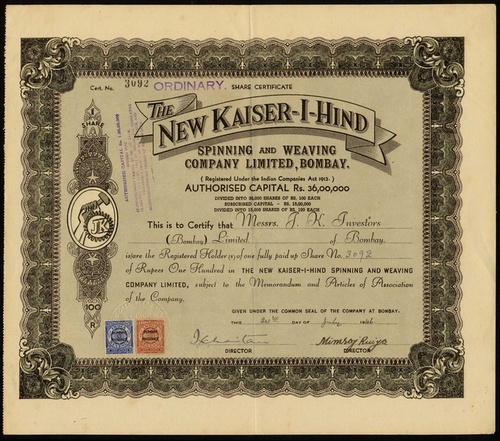 Cert. No. 3092 ORDINARY. SHARE CERTIFICATE
THE
NEW KAISER-I-HIND
SPINNING AND WEAVING
COMPANY LIMITED, BOMBAY.
( Registered Under the Indian Companies Act 1913. )
AUTHORISED CAPITAL Rs. 36,00,000
DIVIDED INTO SHARES OF RS. 100 EACH
SUBSCRIBED CAPITAL - RS. 18,00,000
DIVIDED INTO 18,000 SHARES OF RS. 100 EACH
This is to Certify that Messrs. J. K. Investors
(Bombay) Limited of Bombay.
is/are the Registered Holder (s) of one fully paid up Share No. 3092
of Rupees One Hundred in THE NEW KAISER-I-HIND SPINNING AND WEAVING
COMPANY LIMITED, subject to the Memorandum and Articles of Association
of the Company.
GIVEN UNDER THE COMMON SEAL OF THE COMPANY AT BOMBAY.
THIS DAY OF July 1946
DIRECTOR DIRECTOR
1
SHARE
JK
100
R